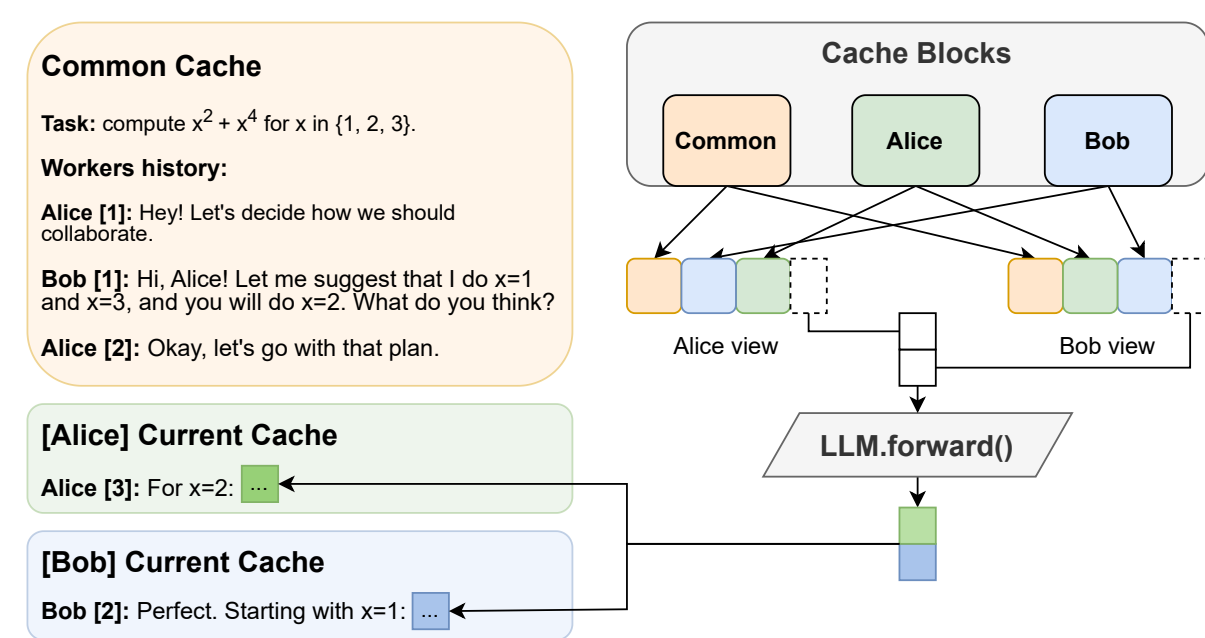 Common Cache
Task: compute x² + x⁴ for x in {1, 2, 3}.
Workers history:
Alice [1]: Hey! Let's decide how we should
collaborate.
Bob [1]: Hi, Alice! Let me suggest that I do x=1
and x=3, and you will do x=2. What do you think?
Alice [2]: Okay, let's go with that plan.
[Alice] Current Cache
Alice [3]: For x=2: ...
[Bob] Current Cache
Bob [2]: Perfect. Starting with x=1: ...
Cache Blocks
Common
Alice
Bob
Alice view
Bob view
LLM.forward()